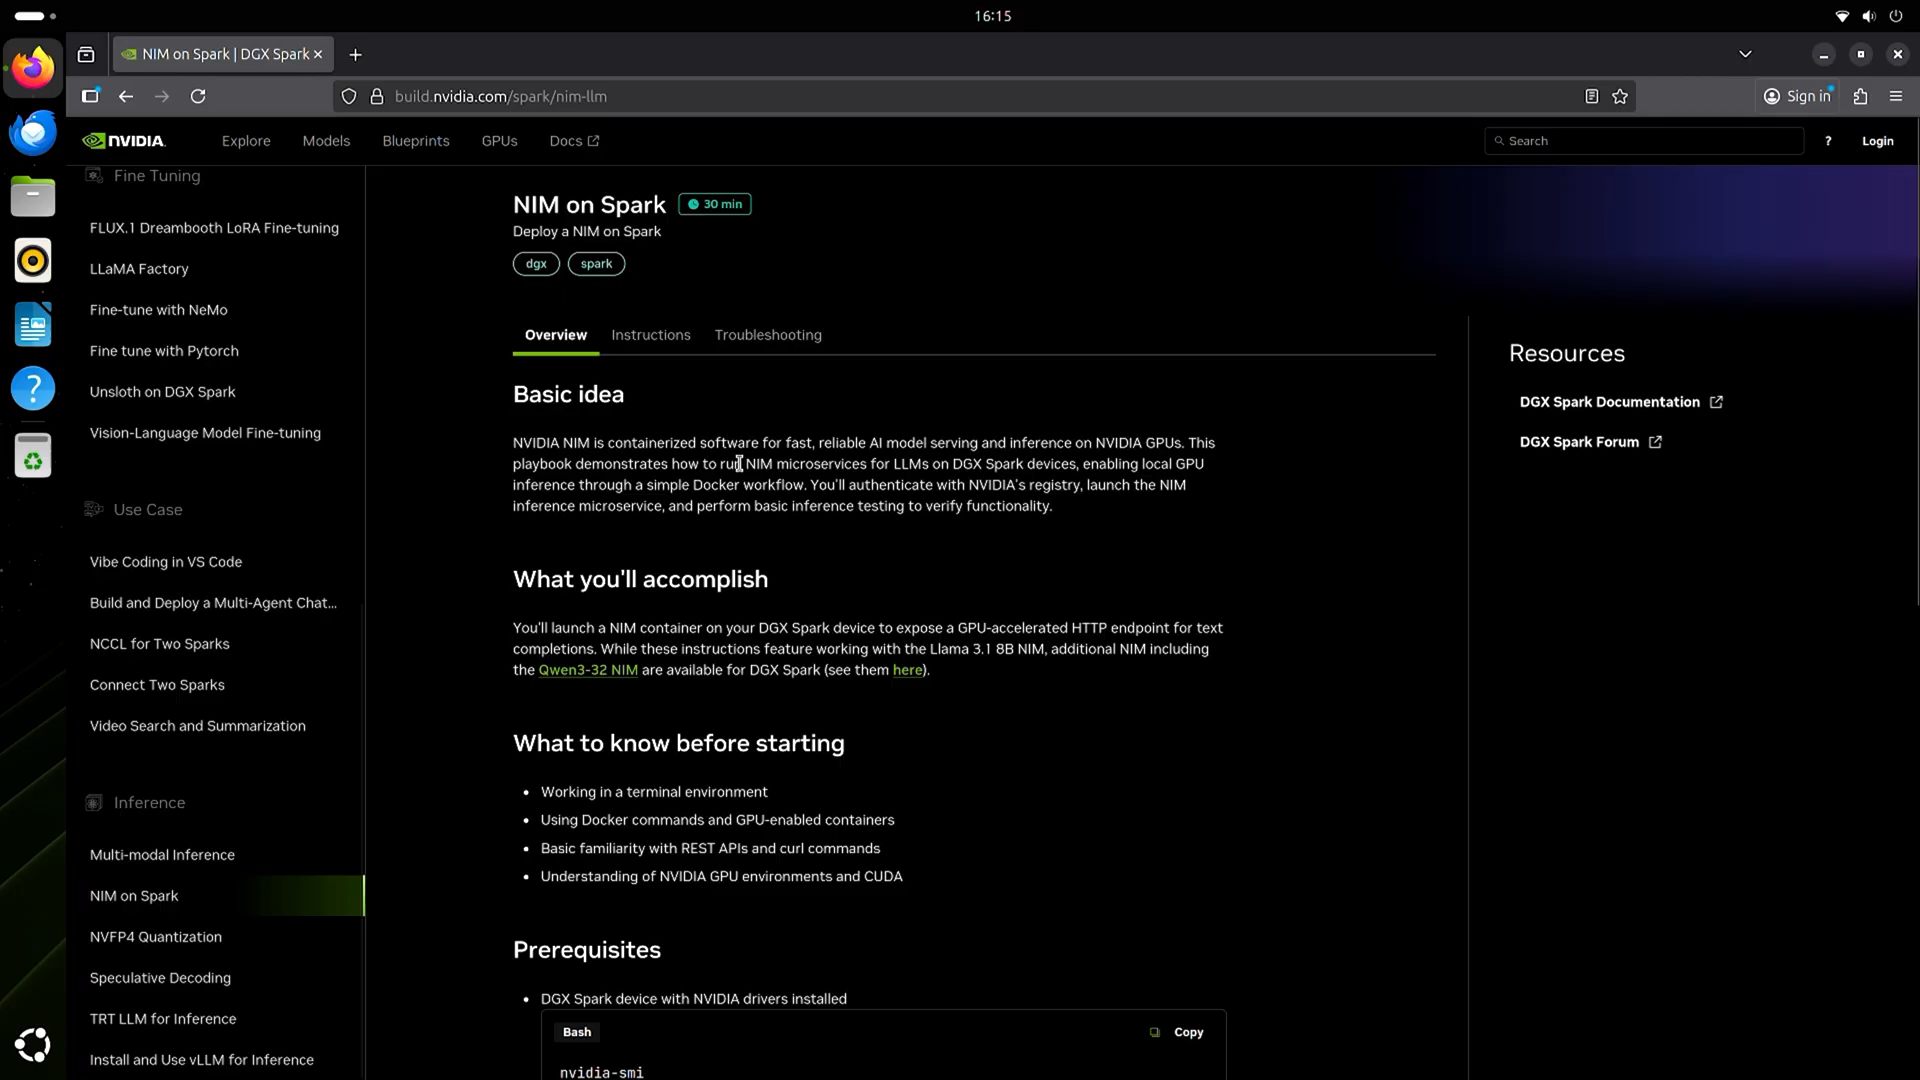 16:15
NIM on Spark | DGX Spark
build.nvidia.com/spark/nim-llm
Sign in
NVIDIA.
Explore
Models
Blueprints
GPUs
Docs
Search
?
Login
Fine Tuning
FLUX.1 Dreambooth LoRA Fine-tuning
LLaMA Factory
Fine-tune with NeMo
Fine tune with Pytorch
Unsloth on DGX Spark
Vision-Language Model Fine-tuning
Use Case
Vibe Coding in VS Code
Build and Deploy a Multi-Agent Chat...
NCCL for Two Sparks
Connect Two Sparks
Video Search and Summarization
Inference
Multi-modal Inference
NIM on Spark
NVFP4 Quantization
Speculative Decoding
TRT LLM for Inference
Install and Use vLLM for Inference
NIM on Spark
30 min
Deploy a NIM on Spark
dgx
spark
Overview
Instructions
Troubleshooting
Basic idea
NVIDIA NIM is containerized software for fast, reliable AI model serving and inference on NVIDIA GPUs. This
playbook demonstrates how to run NIM microservices for LLMs on DGX Spark devices, enabling local GPU
inference through a simple Docker workflow. You'll authenticate with NVIDIA's registry, launch the NIM
inference microservice, and perform basic inference testing to verify functionality.
What you'll accomplish
You'll launch a NIM container on your DGX Spark device to expose a GPU-accelerated HTTP endpoint for text
completions. While these instructions feature working with the Llama 3.1 8B NIM, additional NIM including
the Qwen3-32 NIM are available for DGX Spark (see them here).
What to know before starting
• Working in a terminal environment
• Using Docker commands and GPU-enabled containers
• Basic familiarity with REST APIs and curl commands
• Understanding of NVIDIA GPU environments and CUDA
Prerequisites
• DGX Spark device with NVIDIA drivers installed
Bash
Copy
nvidia-smi
Resources
DGX Spark Documentation
DGX Spark Forum